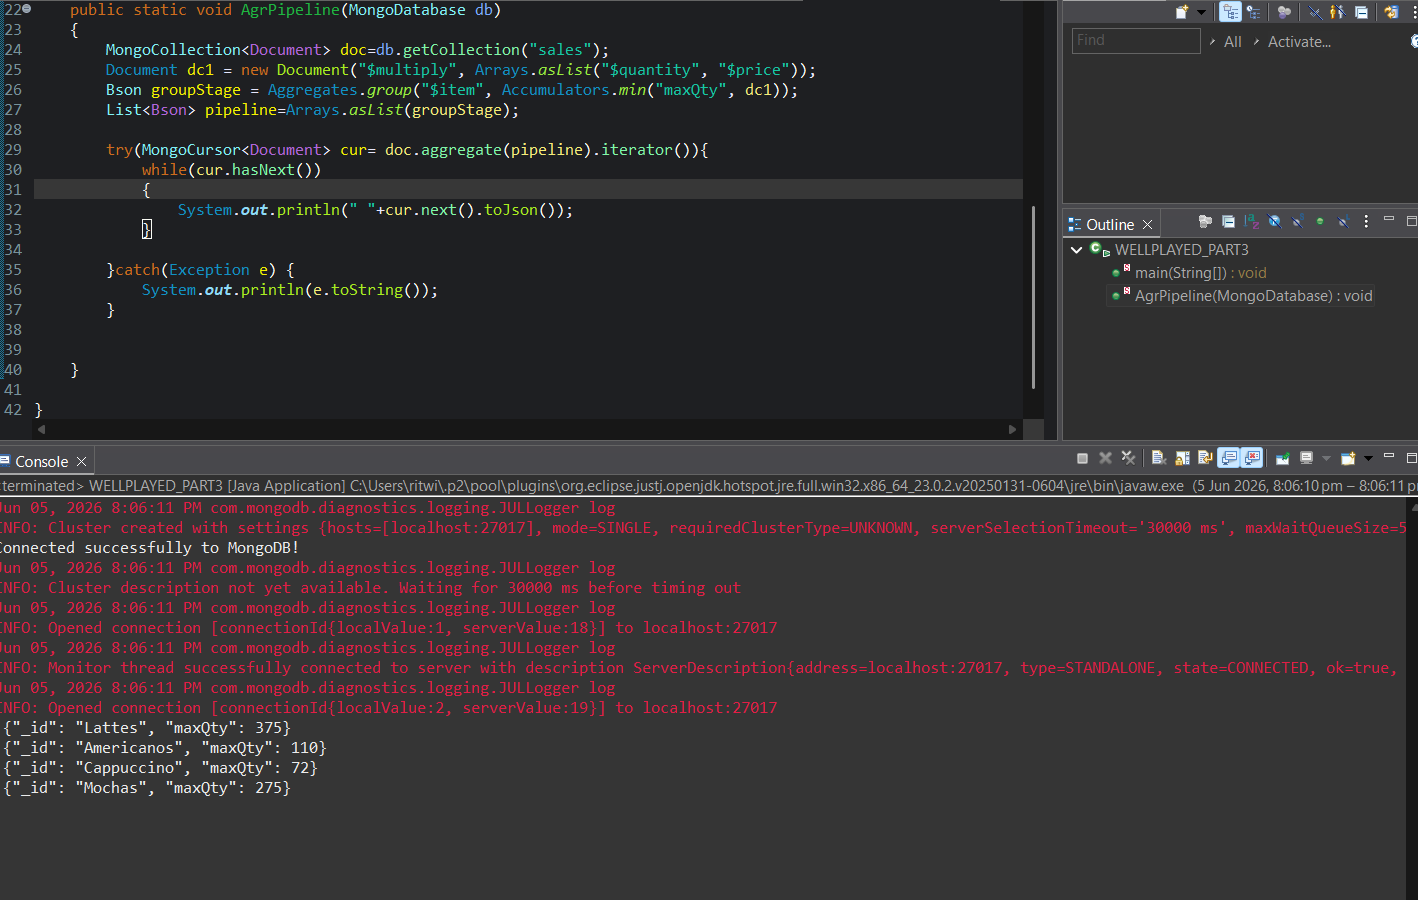 22 public static void AgrPipeline(MongoDatabase db)
23 {
24 MongoCollection<Document> doc=db.getCollection("sales");
25 Document dc1 = new Document("$multiply", Arrays.asList("$quantity", "$price"));
26 Bson groupStage = Aggregates.group("$item", Accumulators.min("maxQty", dc1));
27 List<Bson> pipeline=Arrays.asList(groupStage);
28
29 try(MongoCursor<Document> cur= doc.aggregate(pipeline).iterator()){
30 while(cur.hasNext())
31 {
32 System.out.println(" "+cur.next().toJson());
33 }
34
35 }catch(Exception e) {
36 System.out.println(e.toString());
37 }
38
39
40 }
41
42 }
Find
All
Activate...
Outline
WELLPLAYED_PART3
main(String[]) : void
AgrPipeline(MongoDatabase) : void
Console
terminated> WELLPLAYED_PART3 [Java Application] C:\Users\ritwi\.p2\pool\plugins\org.eclipse.justj.openjdk.hotspot.jre.full.win32.x86_64_23.0.2.v20250131-0604\jre\bin\javaw.exe (5 Jun 2026, 8:06:10 pm – 8:06:11 pm
Jun 05, 2026 8:06:11 PM com.mongodb.diagnostics.logging.JULLogger log
INFO: Cluster created with settings {hosts=[localhost:27017], mode=SINGLE, requiredClusterType=UNKNOWN, serverSelectionTimeout='30000 ms', maxWaitQueueSize=5
Connected successfully to MongoDB!
Jun 05, 2026 8:06:11 PM com.mongodb.diagnostics.logging.JULLogger log
INFO: Cluster description not yet available. Waiting for 30000 ms before timing out
Jun 05, 2026 8:06:11 PM com.mongodb.diagnostics.logging.JULLogger log
INFO: Opened connection [connectionId{localValue:1, serverValue:18}] to localhost:27017
Jun 05, 2026 8:06:11 PM com.mongodb.diagnostics.logging.JULLogger log
INFO: Monitor thread successfully connected to server with description ServerDescription{address=localhost:27017, type=STANDALONE, state=CONNECTED, ok=true,
Jun 05, 2026 8:06:11 PM com.mongodb.diagnostics.logging.JULLogger log
INFO: Opened connection [connectionId{localValue:2, serverValue:19}] to localhost:27017
{"_id": "Lattes", "maxQty": 375}
{"_id": "Americanos", "maxQty": 110}
{"_id": "Cappuccino", "maxQty": 72}
{"_id": "Mochas", "maxQty": 275}